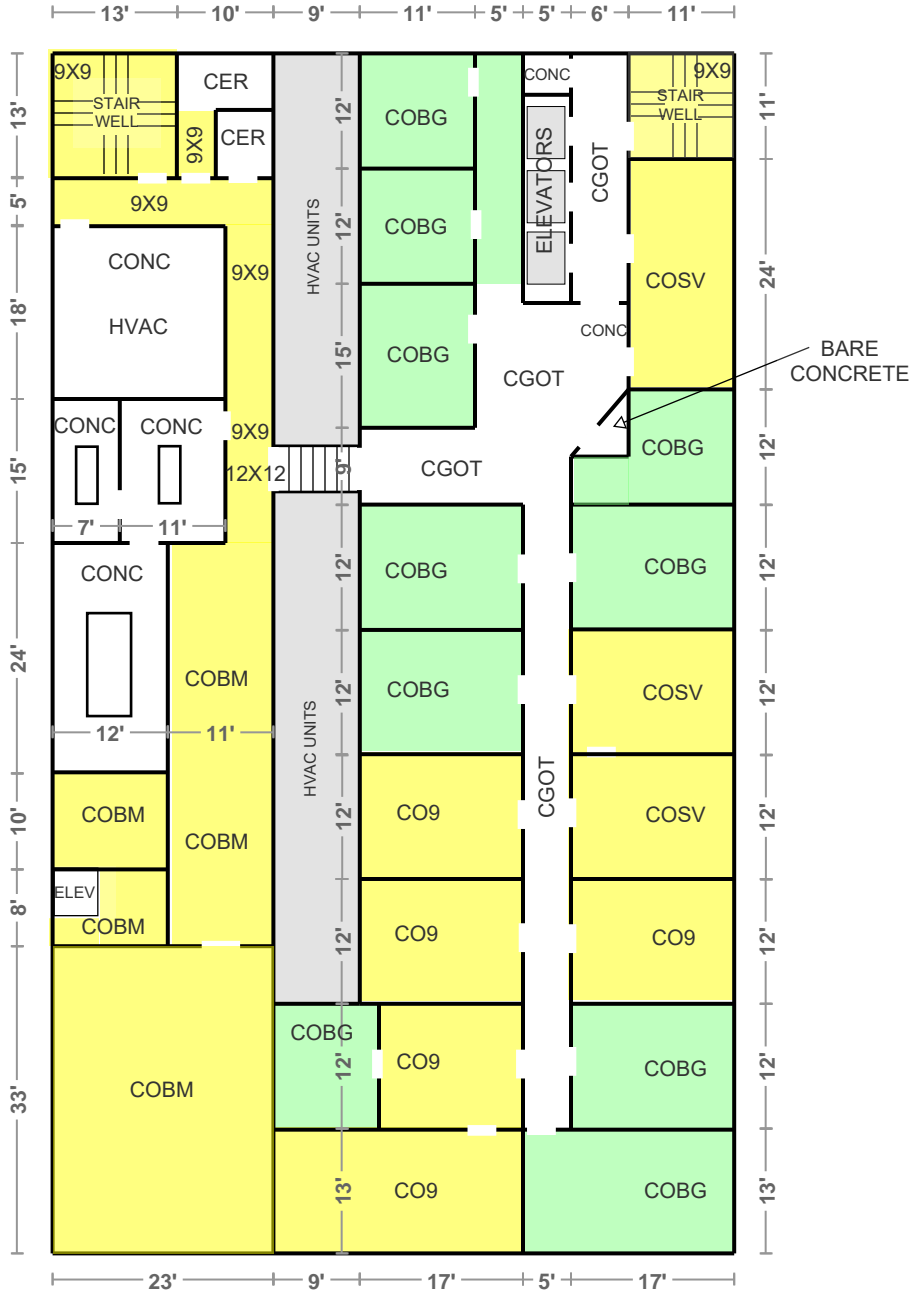 13'
10'
9'
11'
5'
5'
6'
11'
9X9
STAIR
WELL
CER
9X9
CER
9X9
CONC
HVAC
9X9
CONC
CONC
9X9
12X12
7'
11'
CONC
COBM
12'
11'
COBM
COBM
ELEV
COBM
COBM
13'
5'
18'
15'
24'
10'
8'
33'
HVAC UNITS
HVAC UNITS
12'
12'
15'
9'
12'
12'
12'
12'
12'
13'
COBG
COBG
COBG
CGOT
CGOT
COBG
COBG
CO9
CO9
COBG
CO9
CO9
CONC
ELEVATORS
CGOT
CONC
CGOT
9X9
STAIR
WELL
COSV
COBG
COBG
COSV
COSV
CO9
COBG
COBG
11'
24'
12'
12'
12'
12'
12'
12'
13'
BARE
CONCRETE
23'
9'
17'
5'
17'